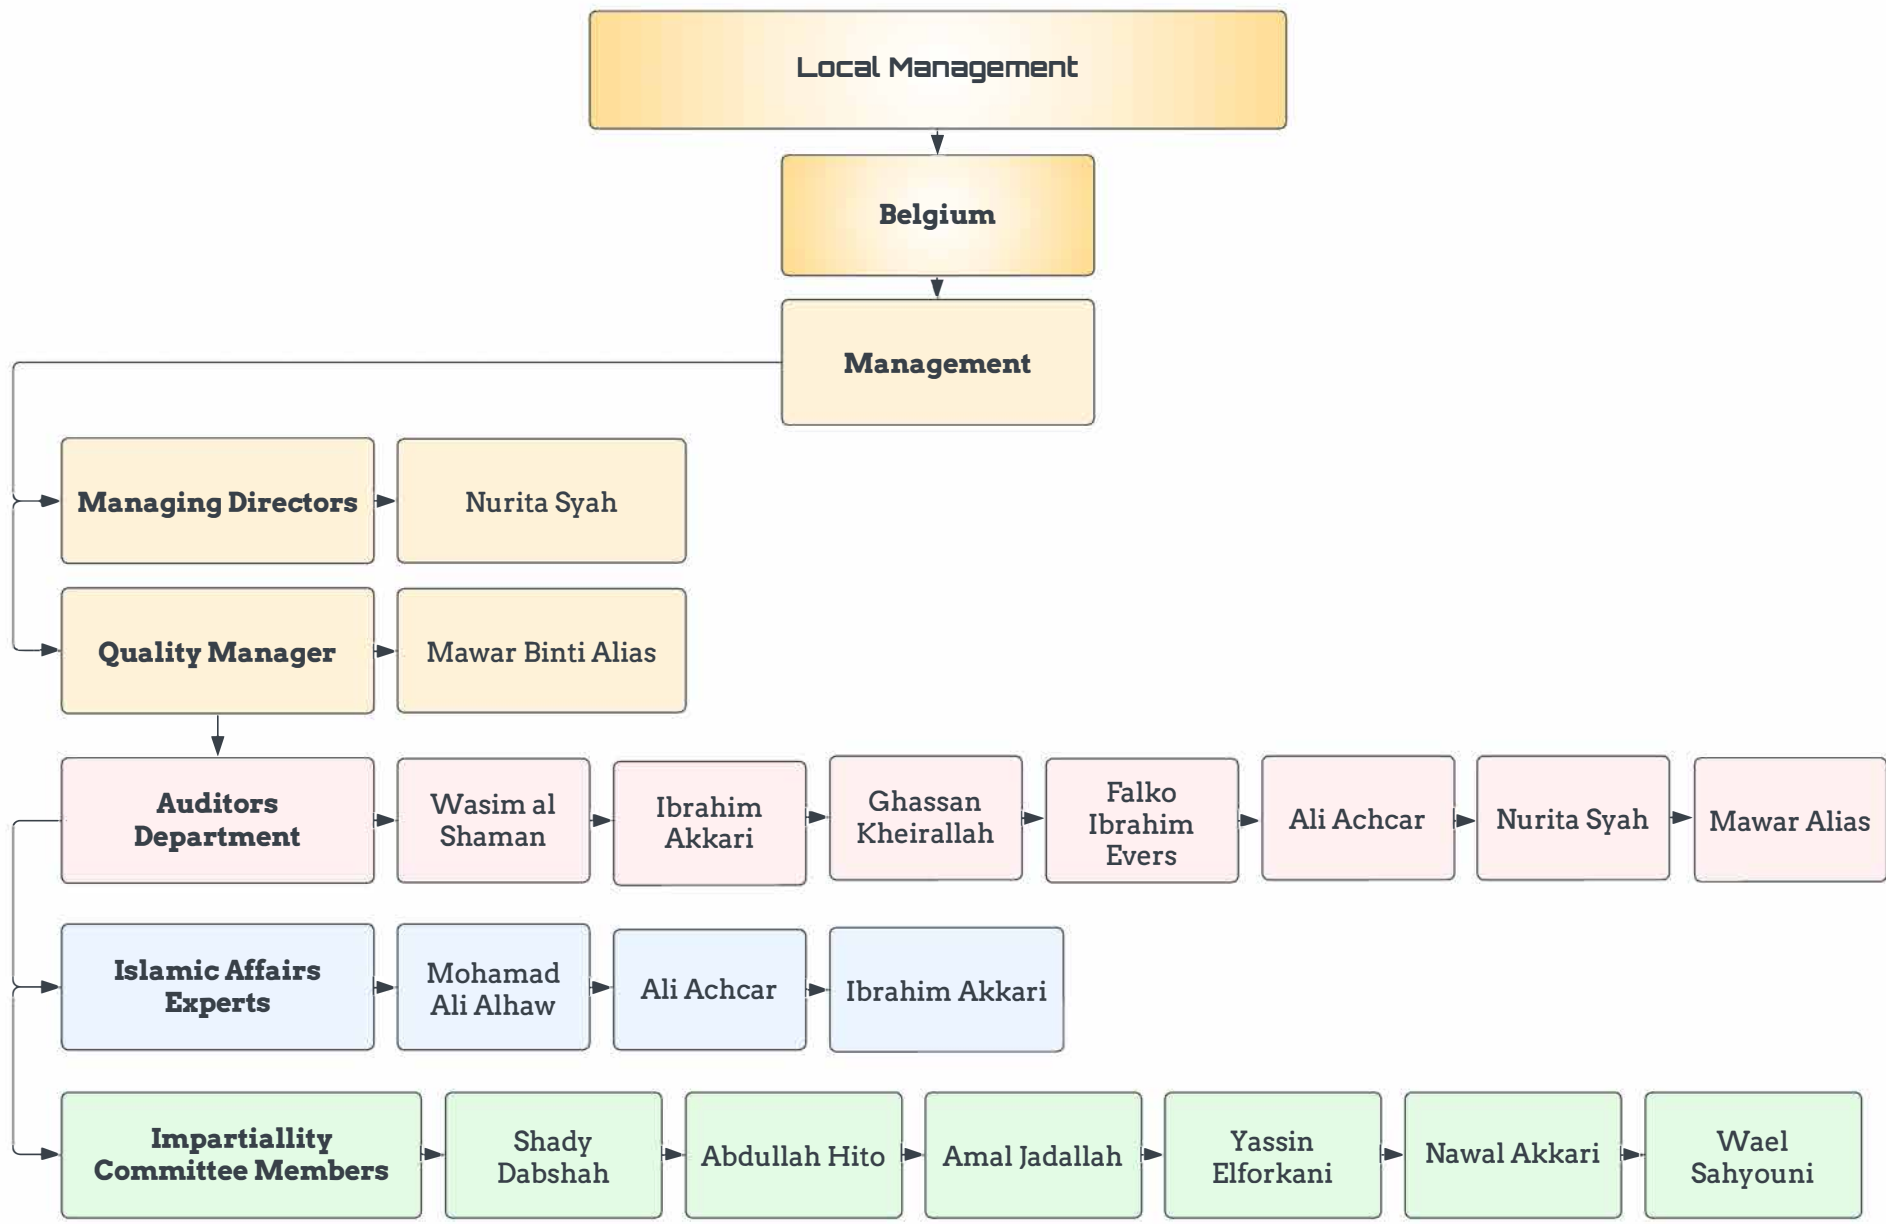 Local Management
Belgium
Management
Managing Directors
Nurita Syah
Quality Manager
Mawar Binti Alias
Auditors
Department
Wasim al
Shaman
Ibrahim
Akkari
Ghassan
Kheirallah
Falko
Ibrahim
Evers
Ali Achcar
Nurita Syah
Mawar Alias
Islamic Affairs
Experts
Mohamad
Ali Alhaw
Ali Achcar
Ibrahim Akkari
Impartiallity
Committee Members
Shady
Dabshah
Abdullah Hito
Amal Jadallah
Yassin
Elforkani
Nawal Akkari
Wael
Sahyouni